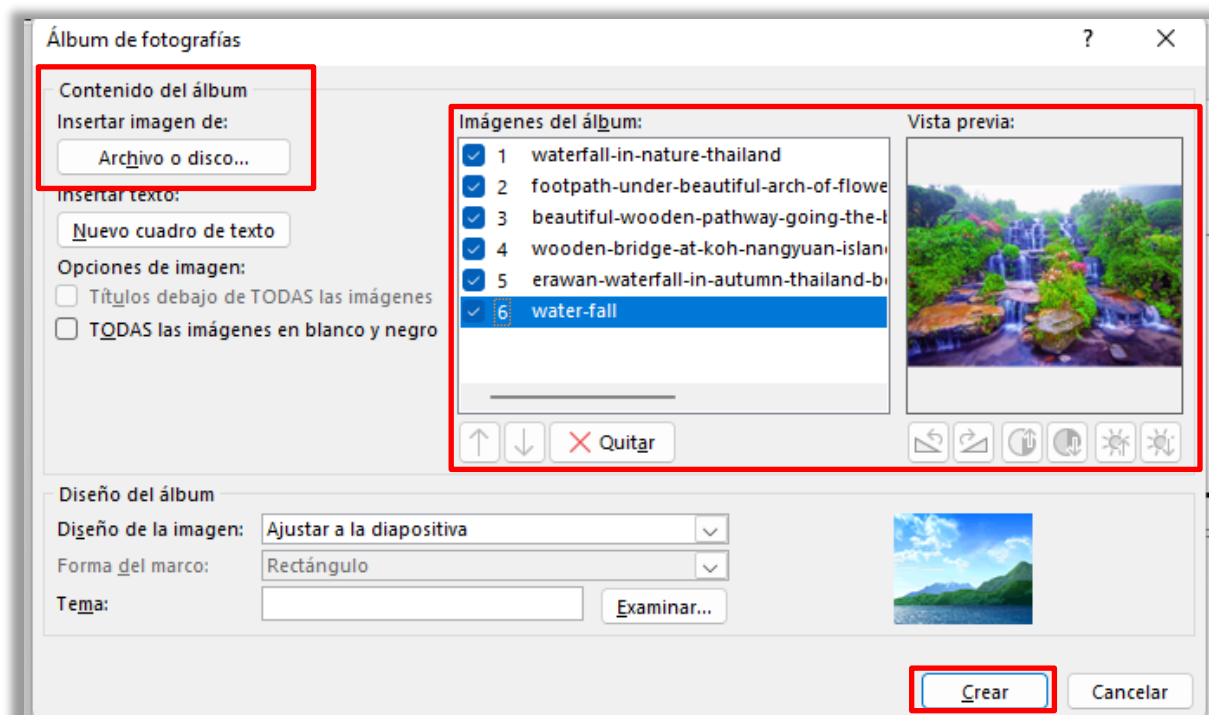 Álbum de fotografías
?
Contenido del álbum
Insertar imagen de:
Archivo o disco...
Insertar texto:
Nuevo cuadro de texto
Opciones de imagen:
Títulos debajo de TODAS las imágenes
TODAS las imágenes en blanco y negro
Imágenes del álbum:
1 waterfall-in-nature-thailand
2 footpath-under-beautiful-arch-of-flowe
3 beautiful-wooden-pathway-going-the-b
4 wooden-bridge-at-koh-nangyuan-islan
5 erawan-waterfall-in-autumn-thailand-b
6 water-fall
Quitar
Vista previa:
Diseño del álbum
Diseño de la imagen: Ajustar a la diapositiva
Forma del marco: Rectángulo
Tema: Examinar...
Crear Cancelar